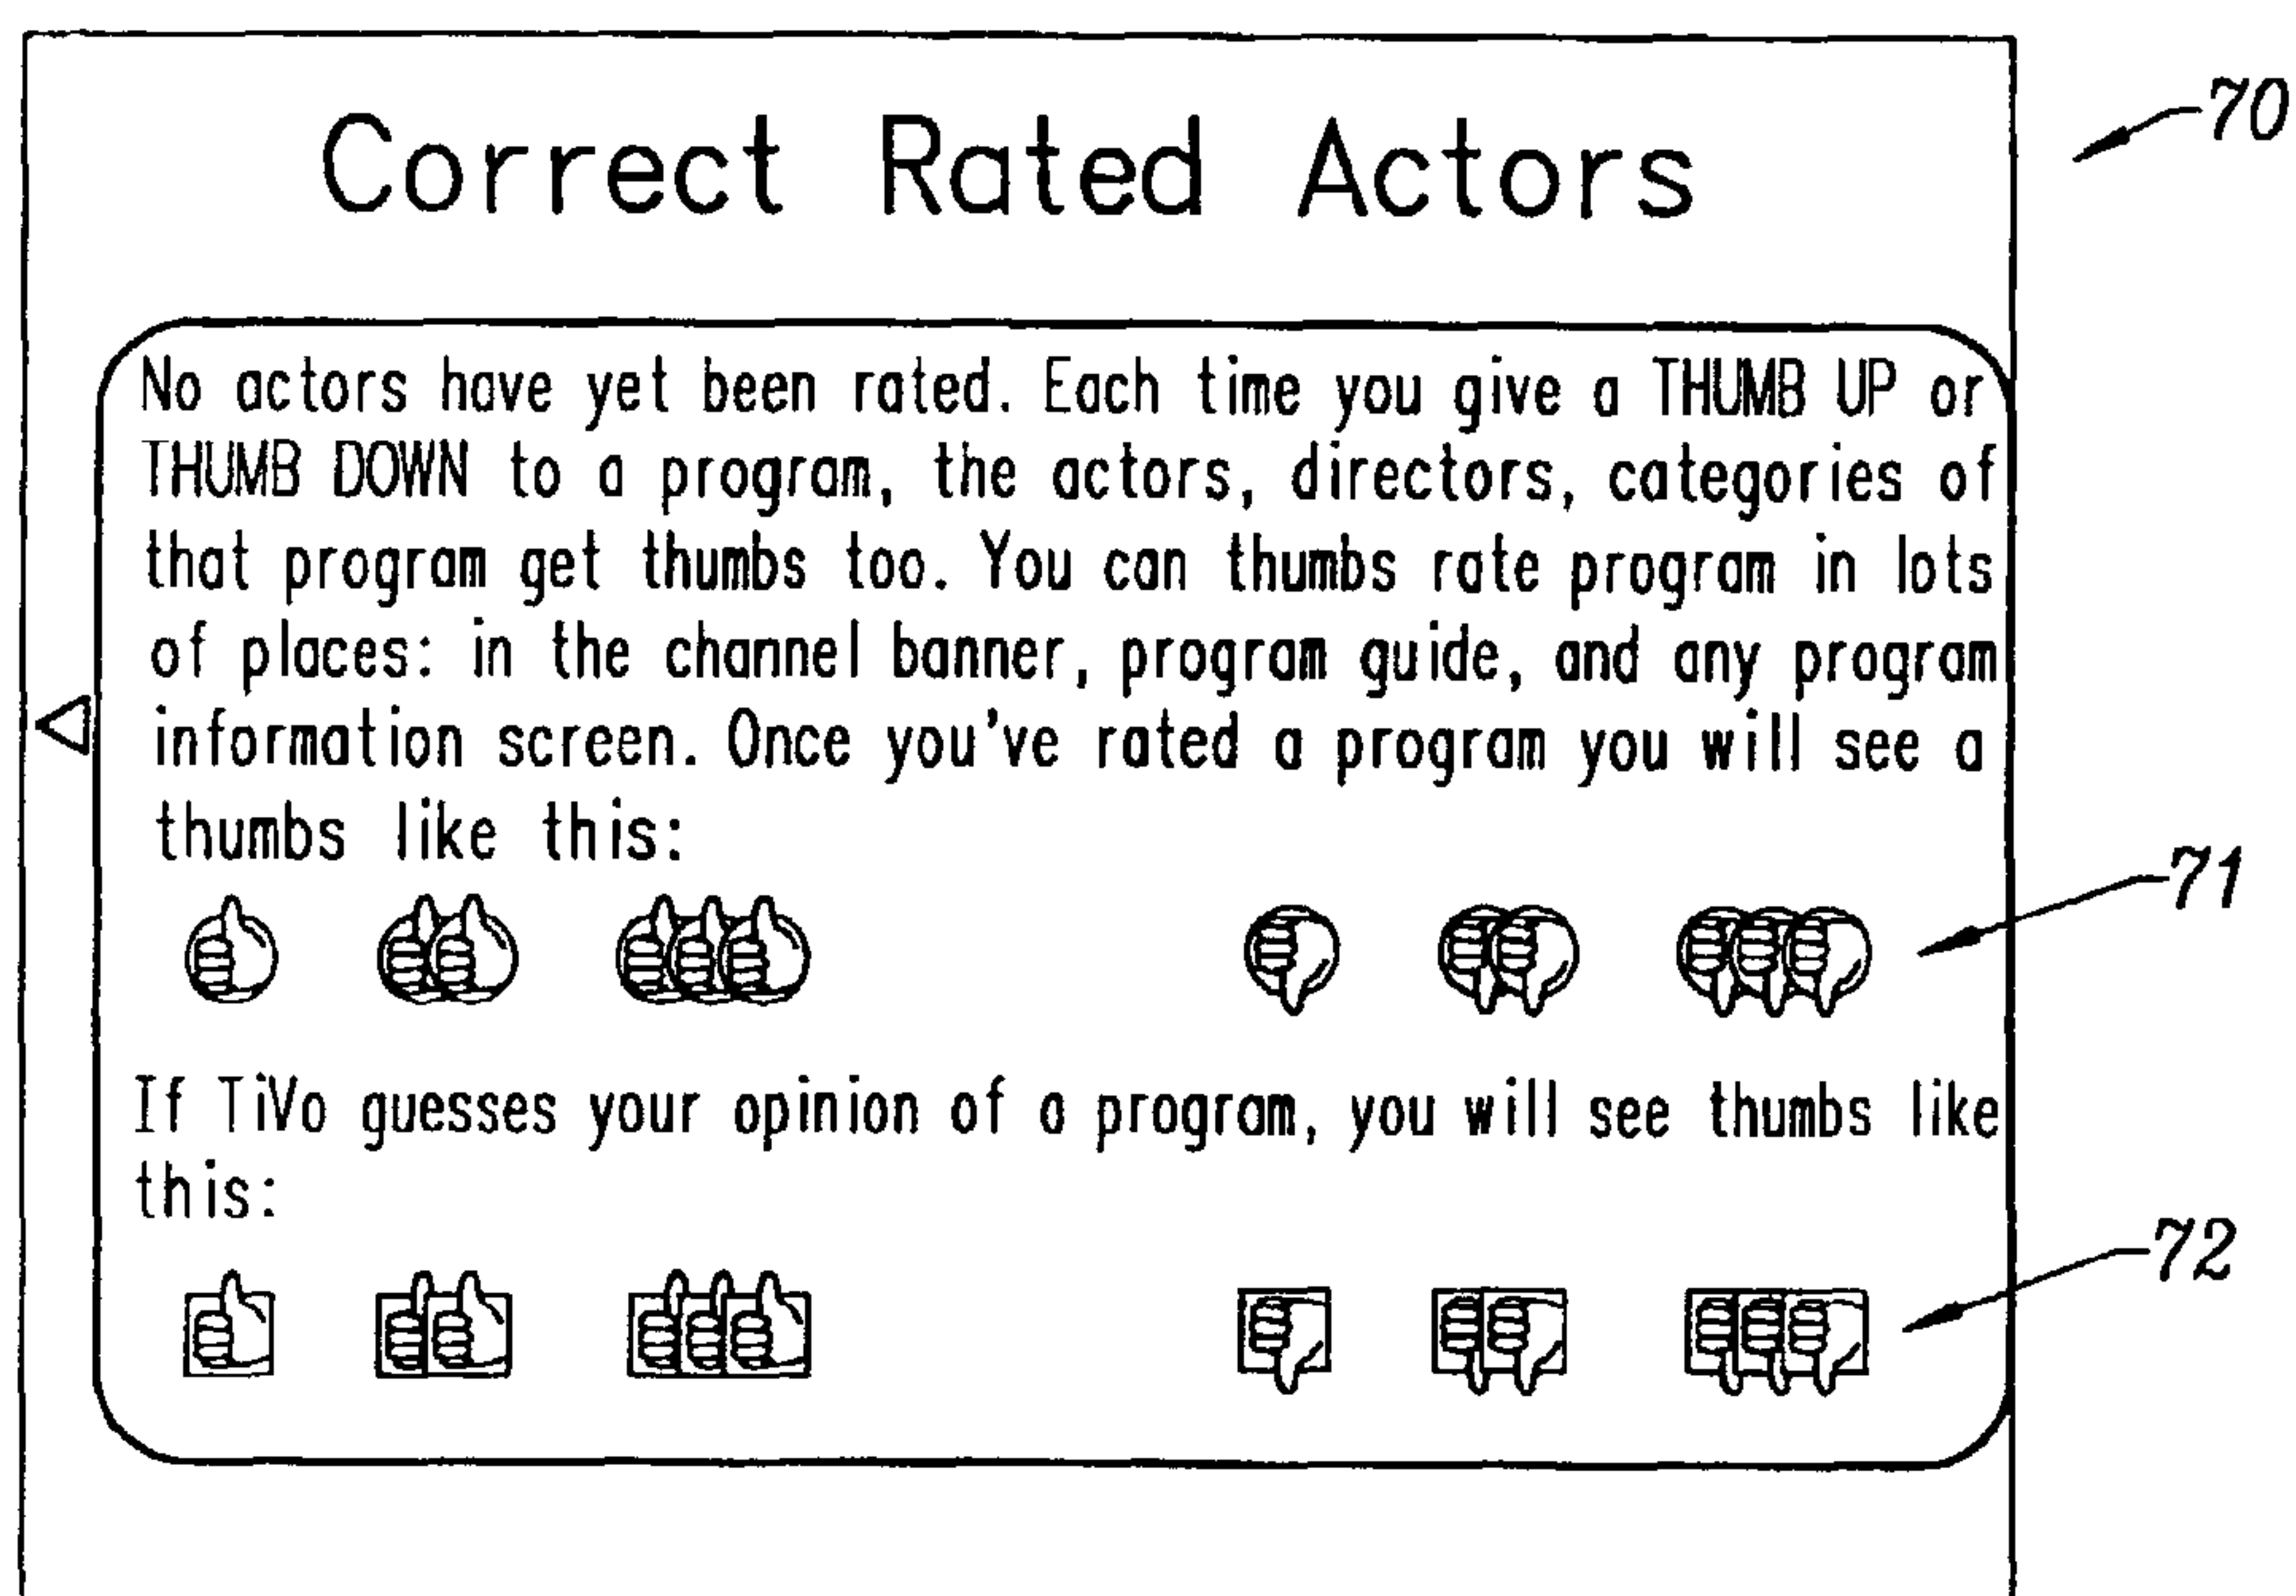 Correct Rated Actors
70
No actors have yet been rated. Each time you give a THUMB UP or
THUMB DOWN to a program, the actors, directors, categories of
that program get thumbs too. You can thumbs rate program in lots
of places: in the channel banner, program guide, and any program
information screen. Once you've rated a program you will see a
thumbs like this:
71
If TiVo guesses your opinion of a program, you will see thumbs like
this:
72